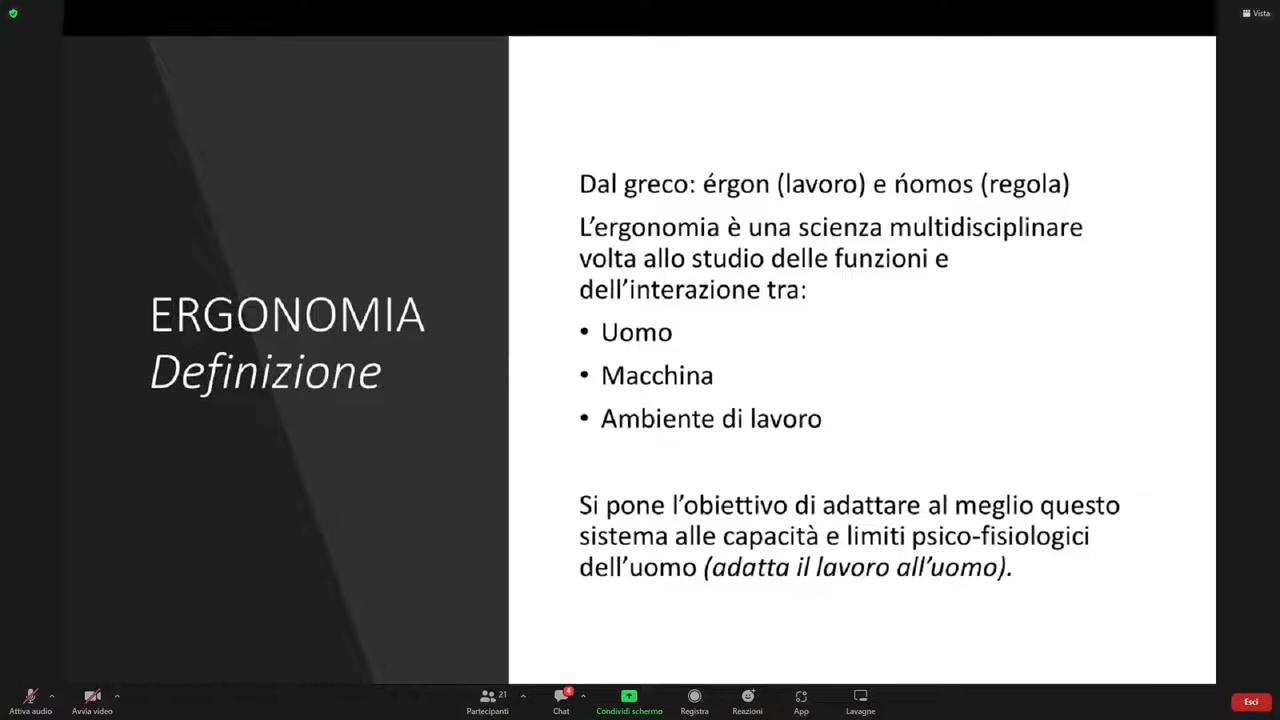 Vista
ERGONOMIA
Definizione
Dal greco: érgon (lavoro) e ńomos (regola)
L’ergonomia è una scienza multidisciplinare
volta allo studio delle funzioni e
dell’interazione tra:
• Uomo
• Macchina
• Ambiente di lavoro
Si pone l’obiettivo di adattare al meglio questo
sistema alle capacità e limiti psico-fisiologici
dell’uomo (adatta il lavoro all’uomo).
21
4
Attiva audio
Avvia video
Partecipanti
Chat
Condividi schermo
Registra
Reazioni
App
Lavagne
Esci